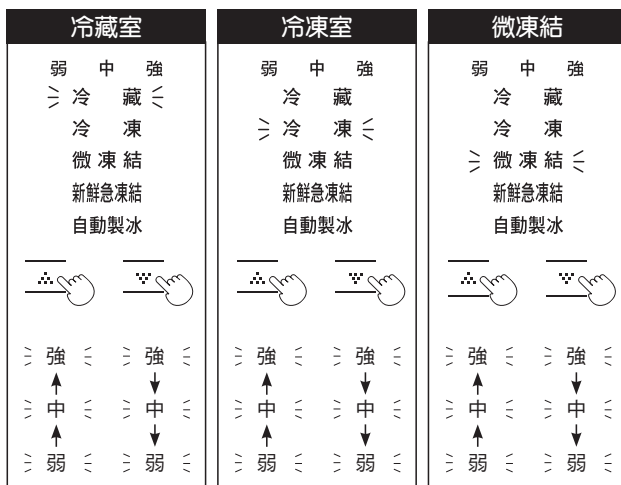 冷藏室
弱 中 強
冷 藏
冷 凍
微凍結
新鮮急凍結
自動製冰
強 強
中 中
弱 弱
冷凍室
弱 中 強
冷 藏
冷 凍
微凍結
新鮮急凍結
自動製冰
強 強
中 中
弱 弱
微凍結
弱 中 強
冷 藏
冷 凍
微凍結
新鮮急凍結
自動製冰
強 強
中 中
弱 弱